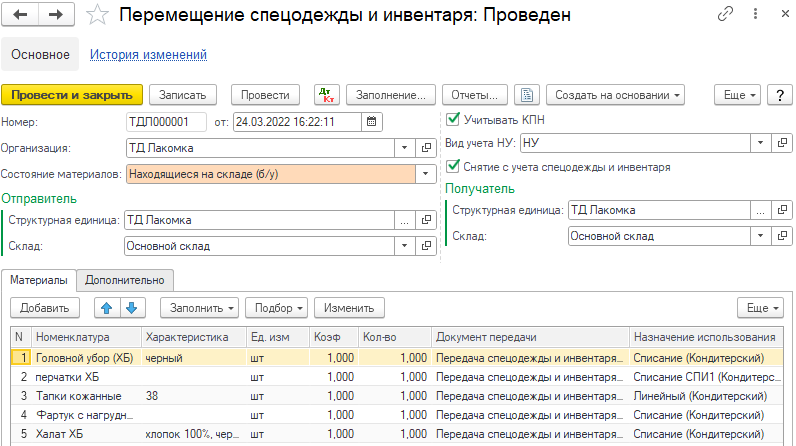 Перемещение спецодежды и инвентаря: Проведен
Основное История изменений
Провести и закрыть Записать Провести Дт Кт Заполнение... Отчеты... Создать на основании Еще ?
Номер: ТДЛ000001 от: 24.03.2022 16:22:11
Учитывать КПН
Организация: ТД Лакомка
Вид учета НУ: НУ
Состояние материалов: Находящиеся на складе (б/у)
Снятие с учета спецодежды и инвентаря
Отправитель
Получатель
Структурная единица: ТД Лакомка ...
Структурная единица: ТД Лакомка ...
Склад: Основной склад
Склад: Основной склад
Материалы Дополнительно
Добавить Заполнить Подбор Изменить Еще
N Номенклатура Характеристика Ед. изм Коэф Кол-во Документ передачи Назначение использования
1 Головной убор (ХБ) черный шт 1,000 1,000 Передача спецодежды и инвентаря... Списание (Кондитерский)
2 перчатки ХБ шт 1,000 1,000 Передача спецодежды и инвентаря... Списание СПИ1 (Кондитерс...
3 Тапки кожанные 38 шт 1,000 1,000 Передача спецодежды и инвентаря... Линейный (Кондитерский)
4 Фартук с нагрудн... шт 1,000 1,000 Передача спецодежды и инвентаря... Списание (Кондитерский)
5 Халат ХБ хлопок 100%, чер... шт 1,000 1,000 Передача спецодежды и инвентаря... Списание (Кондитерский)